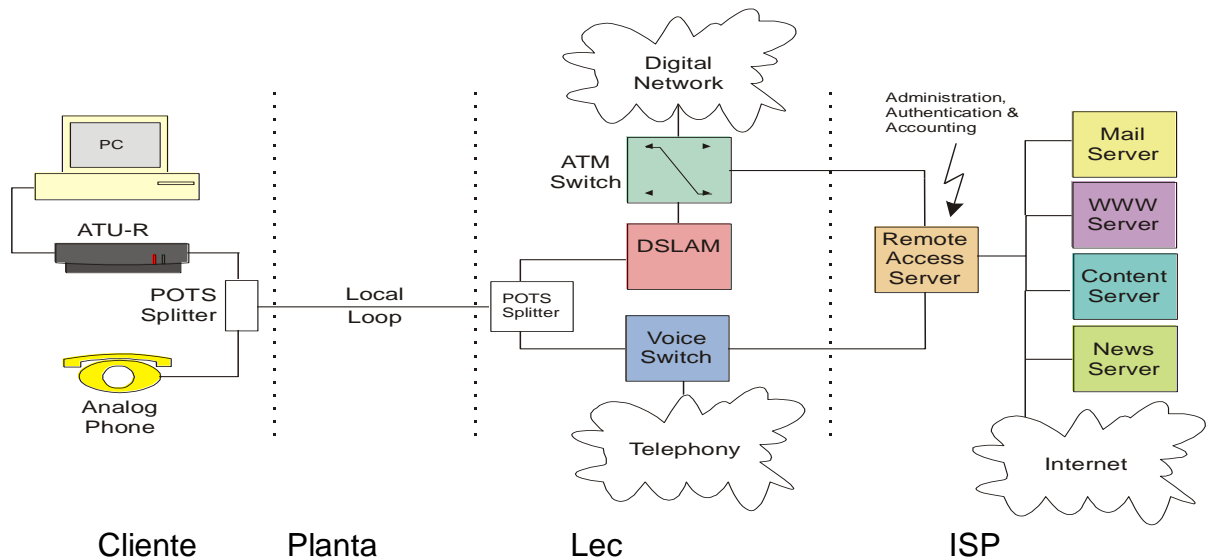 Digital
Network
Administration,
Authentication &
Accounting
PC
ATM
Switch
Mail
Server
ATU-R
DSLAM
WWW
Server
Remote
Access
Server
POTS
Splitter
Local
Loop
POTS
Splitter
Content
Server
Voice
Switch
News
Server
Analog
Phone
Telephony
Internet
Cliente
Planta
Lec
ISP